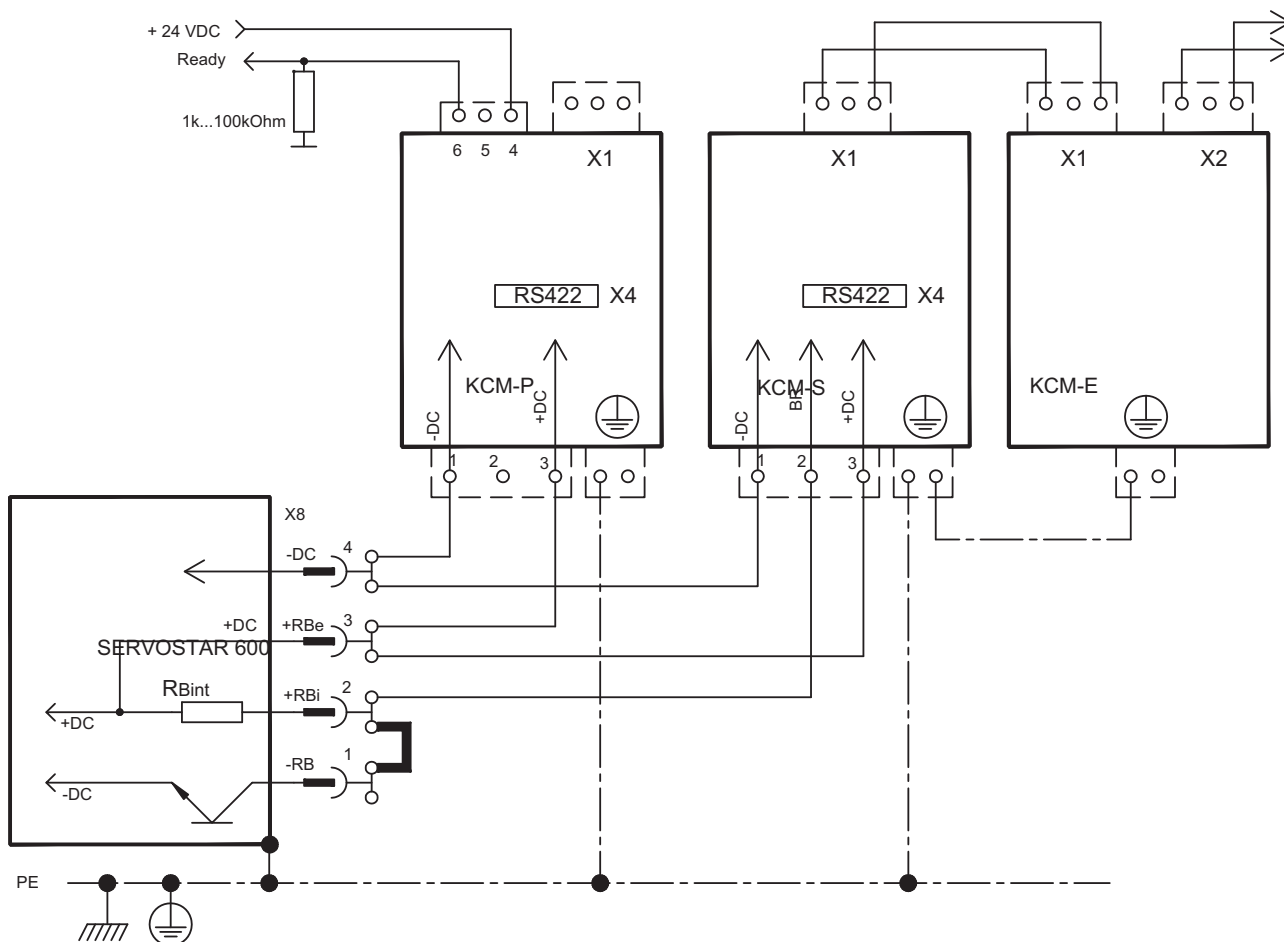 + 24 VDC
Ready
1k...100kOhm
6 5 4
X1
X1
X1
X2
RS422 X4
RS422 X4
KCM-P
KCM-S
KCM-E
-DC
+DC
-DC
BR
+DC
1 2 3
1 2 3
X8
-DC 4
+DC +RBe 3
SERVOSTAR 600
RBint
+RBi 2
+DC
-RB 1
-DC
PE